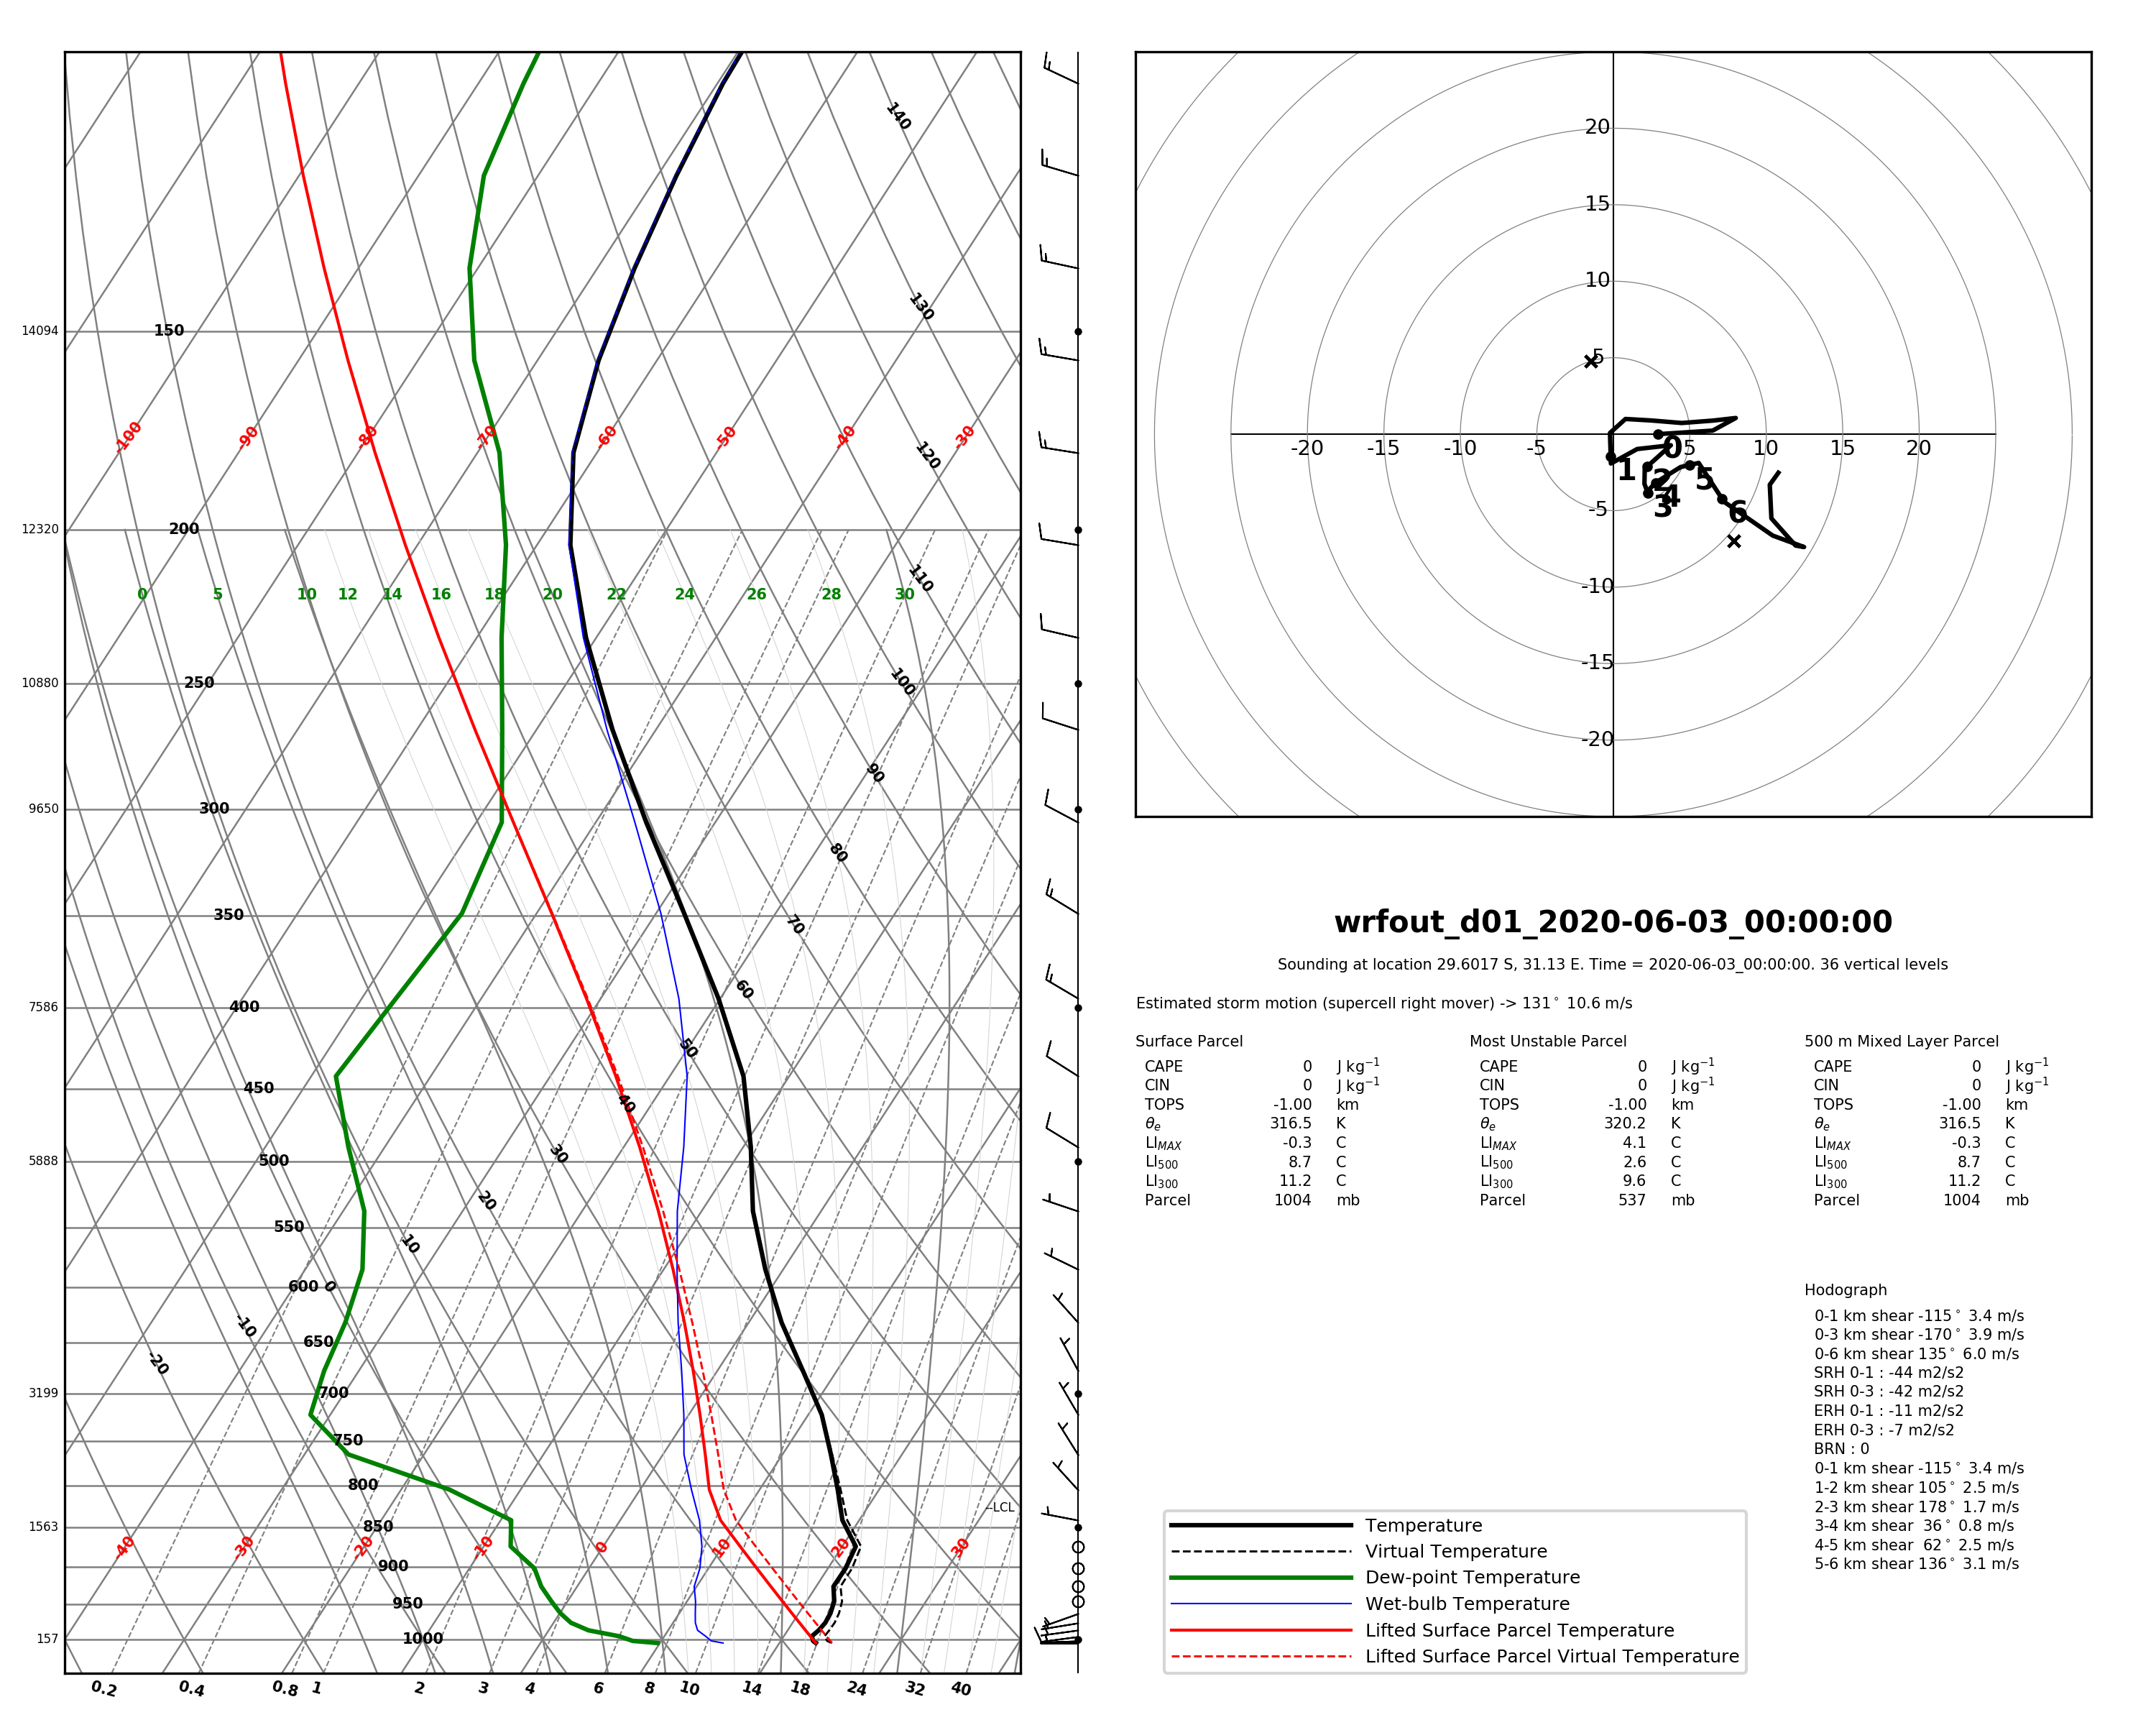 140
130
120
110
100
90
80
70
60
50
40
30
20
10
0
-10
-20
14094 150
-100 -90 -80 -70 -60 -50 -40 -30
12320 200
0 5 10 12 14 16 18 20 22 24 26 28 30
10880 250
9650 300
350
7586 400
450
5888 500
550
600
650
3199 700
750
800
--LCL
1563 850
-40 -30 -20 -10 0 10 20 30
900
950
157 1000
0.2 0.4 0.8 1 2 3 4 6 8 10 14 18 24 32 40
20
15
10
5
-20 -15 -10 -5 5 10 15 20
-5
-10
-15
-20
0
1
2
3
4
5
6
wrfout_d01_2020-06-03_00:00:00
Sounding at location 29.6017 S, 31.13 E. Time = 2020-06-03_00:00:00. 36 vertical levels
Estimated storm motion (supercell right mover) -> 131° 10.6 m/s
Surface Parcel
CAPE 0 J kg⁻¹
CIN 0 J kg⁻¹
TOPS -1.00 km
θe 316.5 K
LI_MAX -0.3 C
LI_500 8.7 C
LI_300 11.2 C
Parcel 1004 mb
Most Unstable Parcel
CAPE 0 J kg⁻¹
CIN 0 J kg⁻¹
TOPS -1.00 km
θe 320.2 K
LI_MAX 4.1 C
LI_500 2.6 C
LI_300 9.6 C
Parcel 537 mb
500 m Mixed Layer Parcel
CAPE 0 J kg⁻¹
CIN 0 J kg⁻¹
TOPS -1.00 km
θe 316.5 K
LI_MAX -0.3 C
LI_500 8.7 C
LI_300 11.2 C
Parcel 1004 mb
Hodograph
0-1 km shear -115° 3.4 m/s
0-3 km shear -170° 3.9 m/s
0-6 km shear 135° 6.0 m/s
SRH 0-1 : -44 m2/s2
SRH 0-3 : -42 m2/s2
ERH 0-1 : -11 m2/s2
ERH 0-3 : -7 m2/s2
BRN : 0
0-1 km shear -115° 3.4 m/s
1-2 km shear 105° 2.5 m/s
2-3 km shear 178° 1.7 m/s
3-4 km shear 36° 0.8 m/s
4-5 km shear 62° 2.5 m/s
5-6 km shear 136° 3.1 m/s
Temperature
Virtual Temperature
Dew-point Temperature
Wet-bulb Temperature
Lifted Surface Parcel Temperature
Lifted Surface Parcel Virtual Temperature